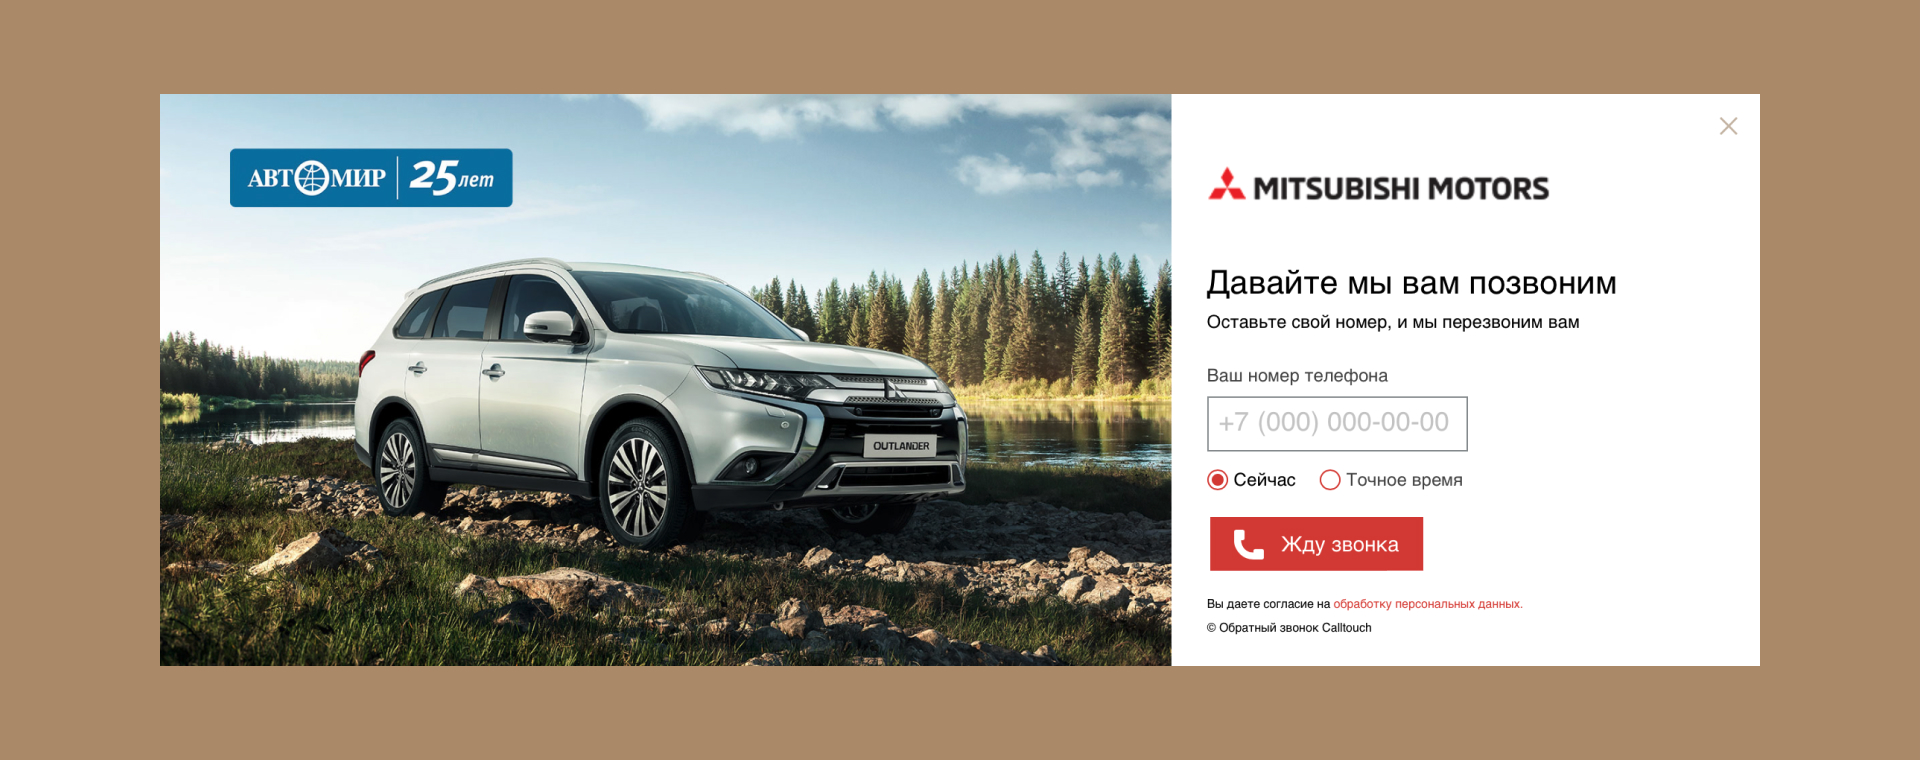 АВТОМИР 25 лет
OUTLANDER
MITSUBISHI MOTORS
Давайте мы вам позвоним
Оставьте свой номер, и мы перезвоним вам
Ваш номер телефона
+7 (000) 000-00-00
Сейчас Точное время
Жду звонка
Вы даете согласие на обработку персональных данных.
© Обратный звонок Calltouch